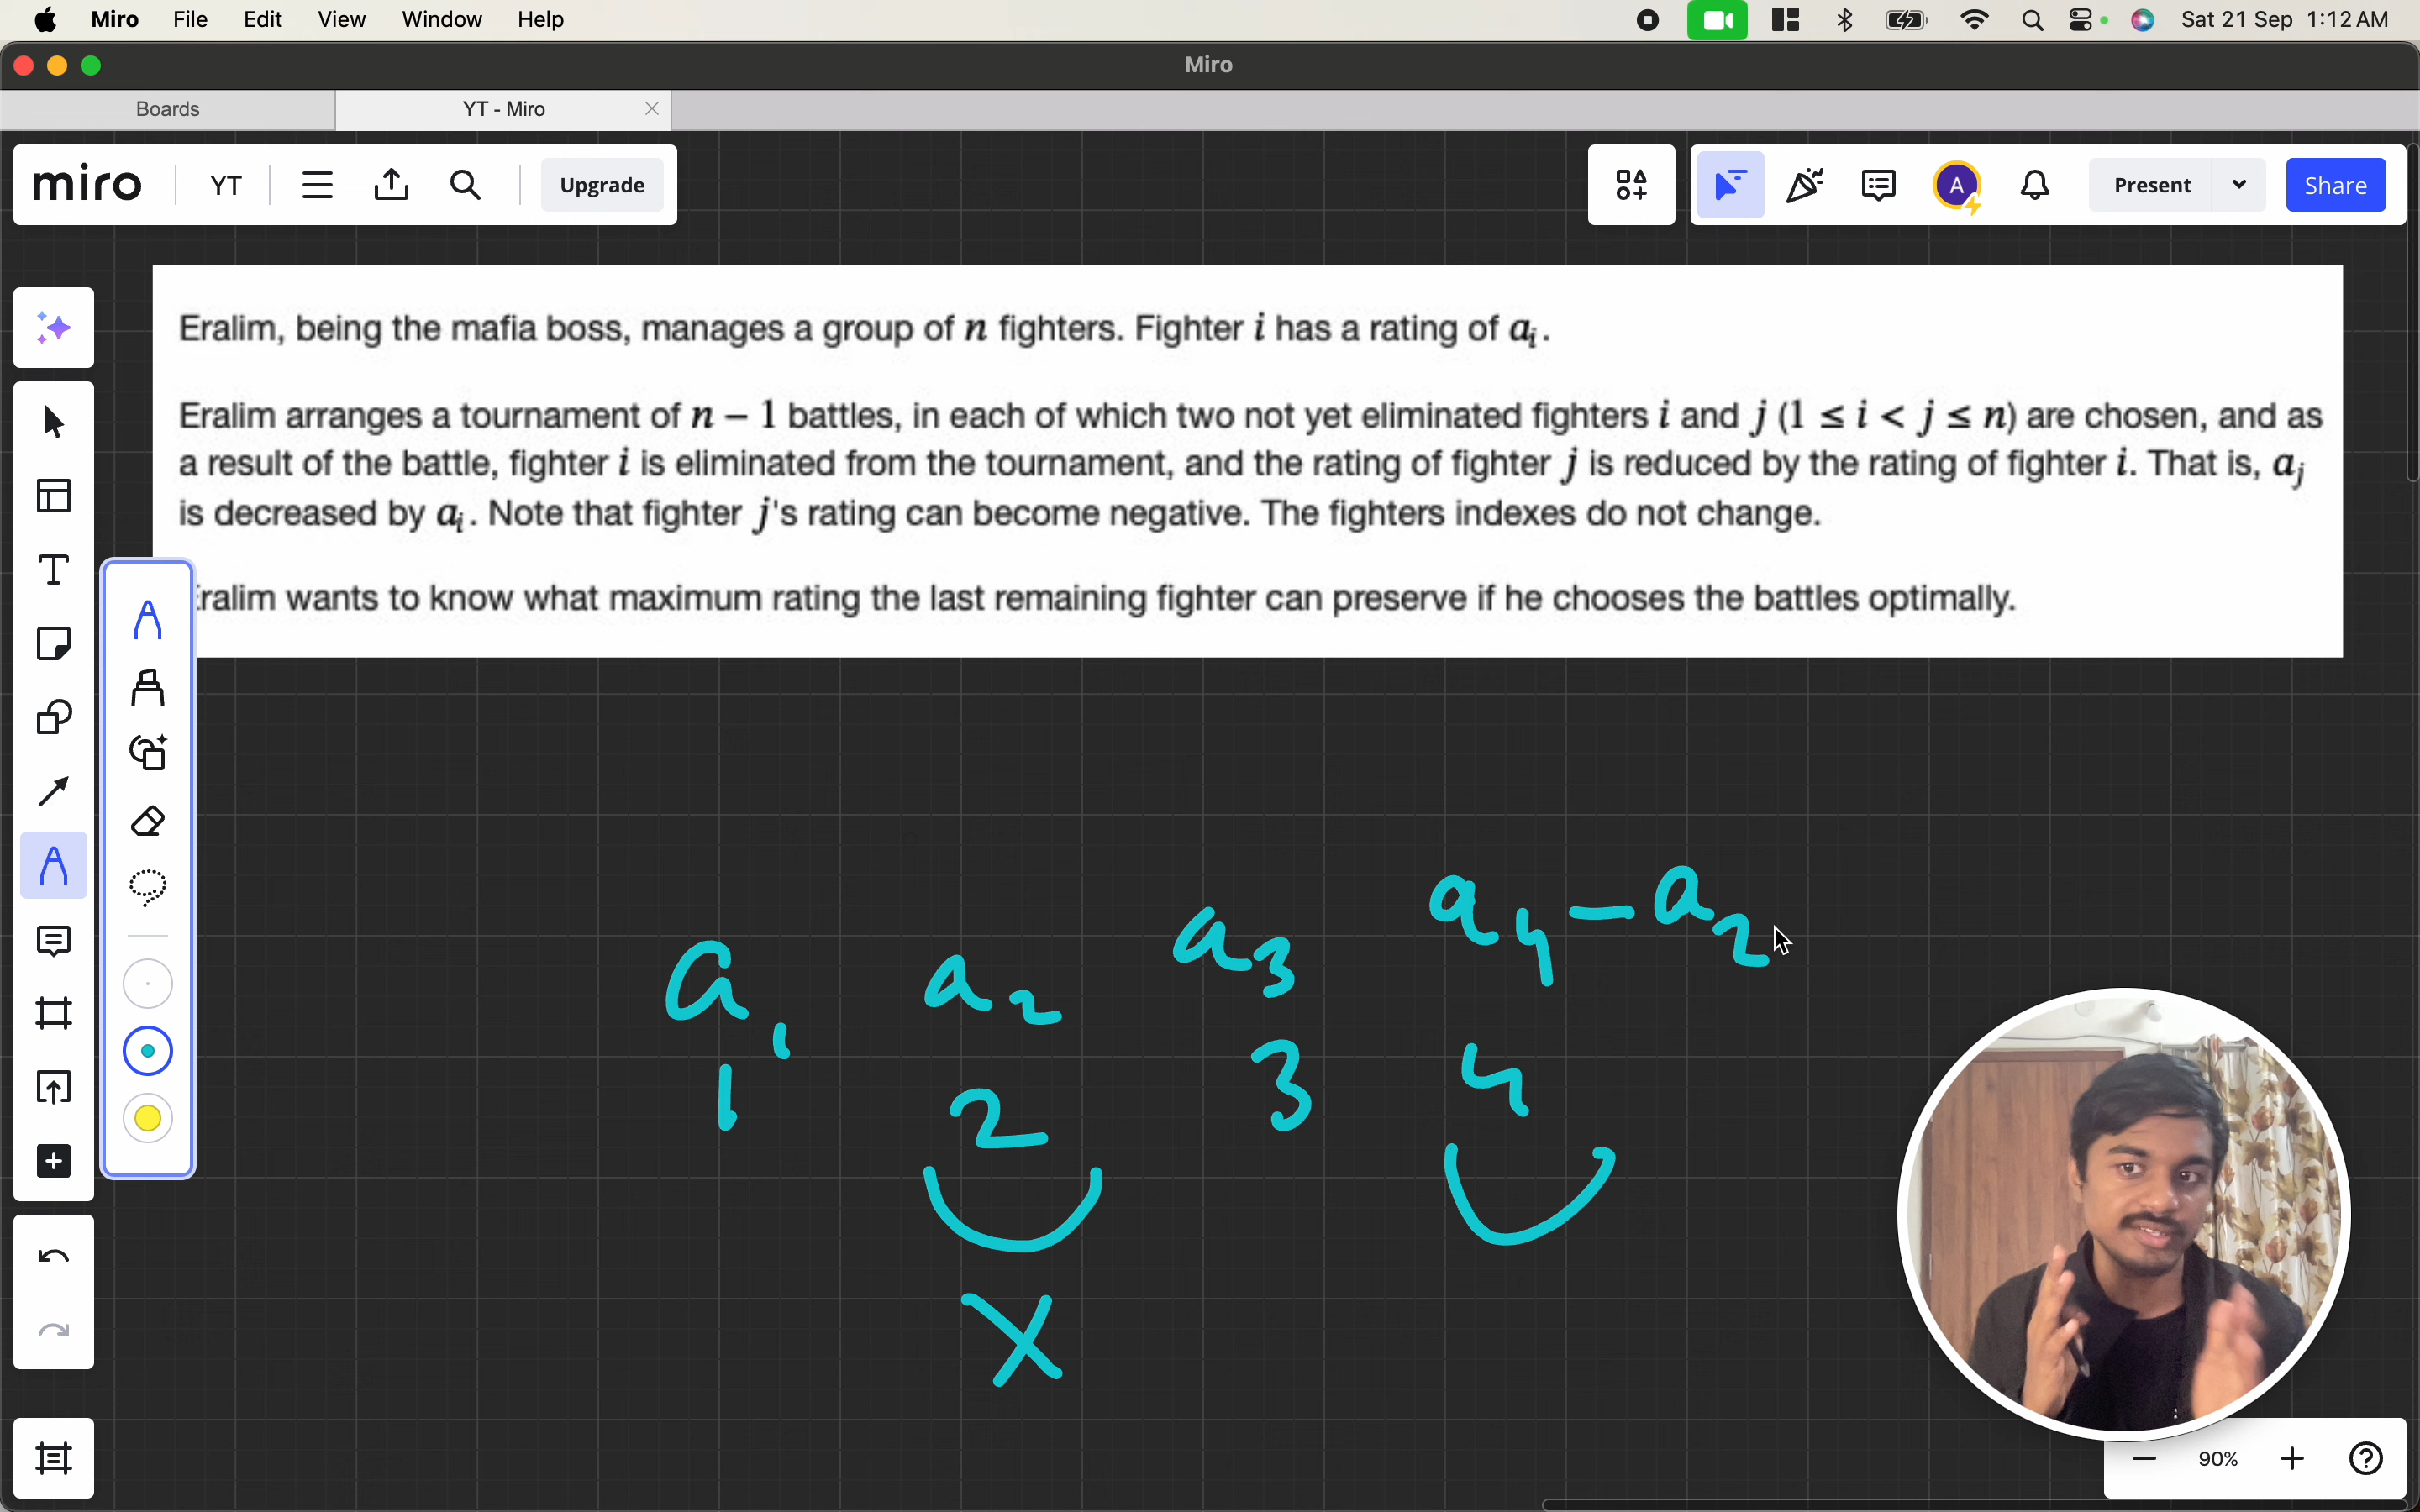 Miro File Edit View Window Help Sat 21 Sep 1:12 AM
Miro
Boards YT - Miro
miro YT Upgrade A Present Share
Eralim, being the mafia boss, manages a group of n fighters. Fighter i has a rating of aᵢ.
Eralim arranges a tournament of n − 1 battles, in each of which two not yet eliminated fighters i and j (1 ≤ i < j ≤ n) are chosen, and as
a result of the battle, fighter i is eliminated from the tournament, and the rating of fighter j is reduced by the rating of fighter i. That is, aⱼ
is decreased by aᵢ. Note that fighter j's rating can become negative. The fighters indexes do not change.
ralim wants to know what maximum rating the last remaining fighter can preserve if he chooses the battles optimally.
a₁ a₂ a₃ a₄ − a₂
1 2 3 4
X
90%